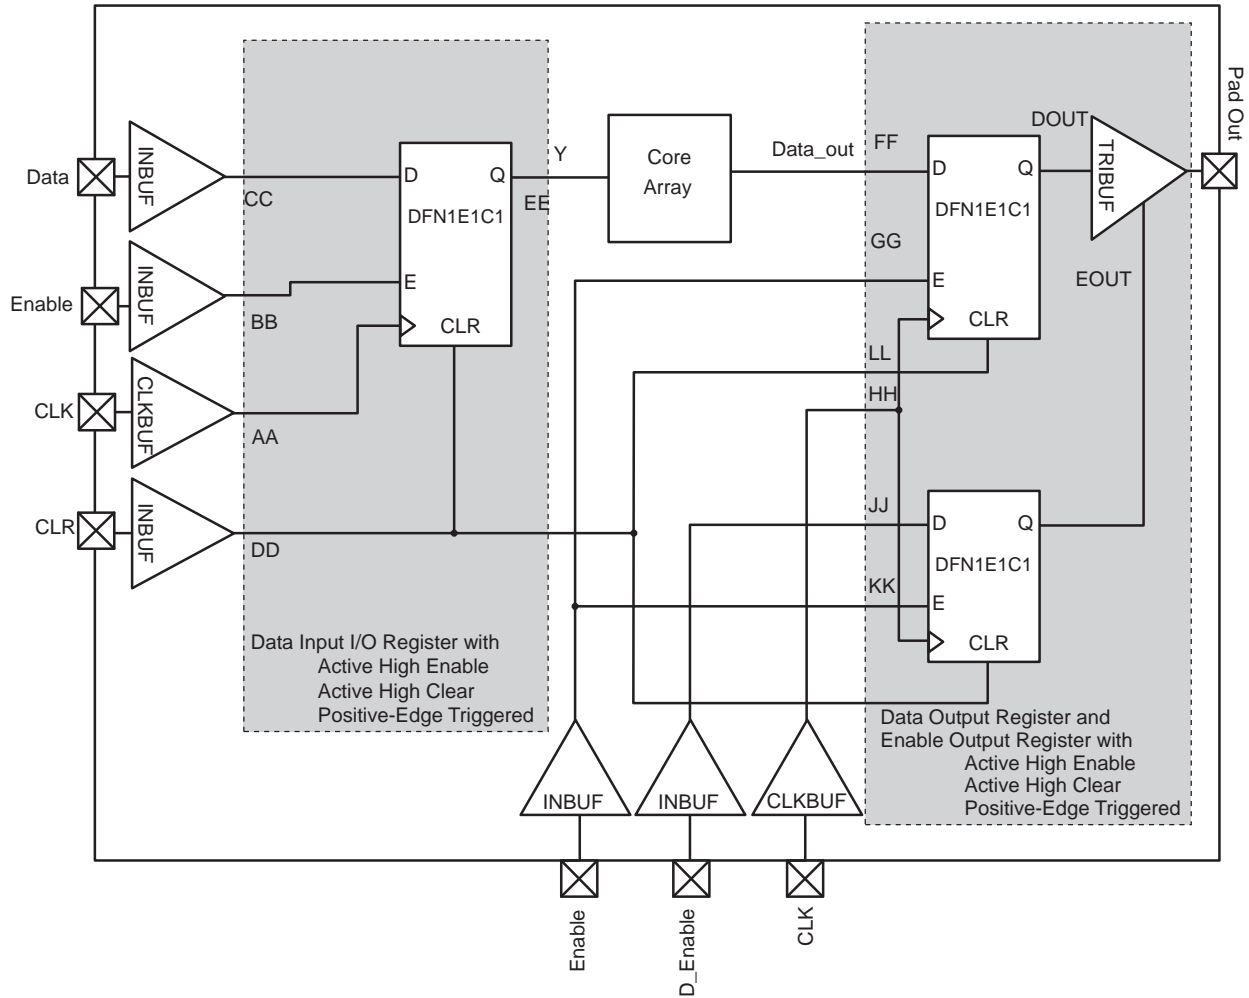 Data
INBUF
CC
Enable
INBUF
BB
CLK
CLKBUF
AA
CLR
INBUF
DD
D
Q
DFN1E1C1
E
CLR
Y
EE
Data Input I/O Register with
Active High Enable
Active High Clear
Positive-Edge Triggered
Core
Array
Data_out
FF
GG
LL
HH
JJ
KK
D
Q
DFN1E1C1
E
CLR
DOUT
TRIBUF
EOUT
Pad Out
D
Q
DFN1E1C1
E
CLR
Data Output Register and
Enable Output Register with
Active High Enable
Active High Clear
Positive-Edge Triggered
INBUF
INBUF
CLKBUF
Enable
D_Enable
CLK